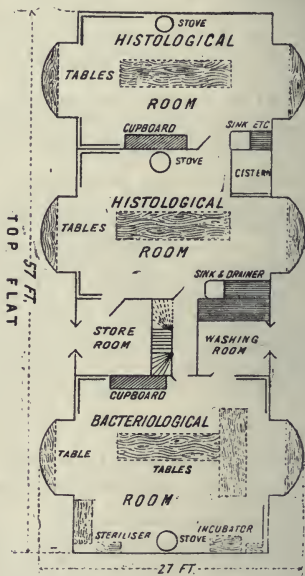 STOVE
HISTOLOGICAL
TABLES
ROOM
CUPBOARD
SINK ETC
STOVE
CISTERN
HISTOLOGICAL
TABLES
ROOM
SINK & DRAINER
STORE
ROOM
WASHING
ROOM
CUPBOARD
BACTERIOLOGICAL
TABLE
TABLES
ROOM
STERILISER
STOVE
INCUBATOR
27 FT.
57 FT.
TOP FLAT